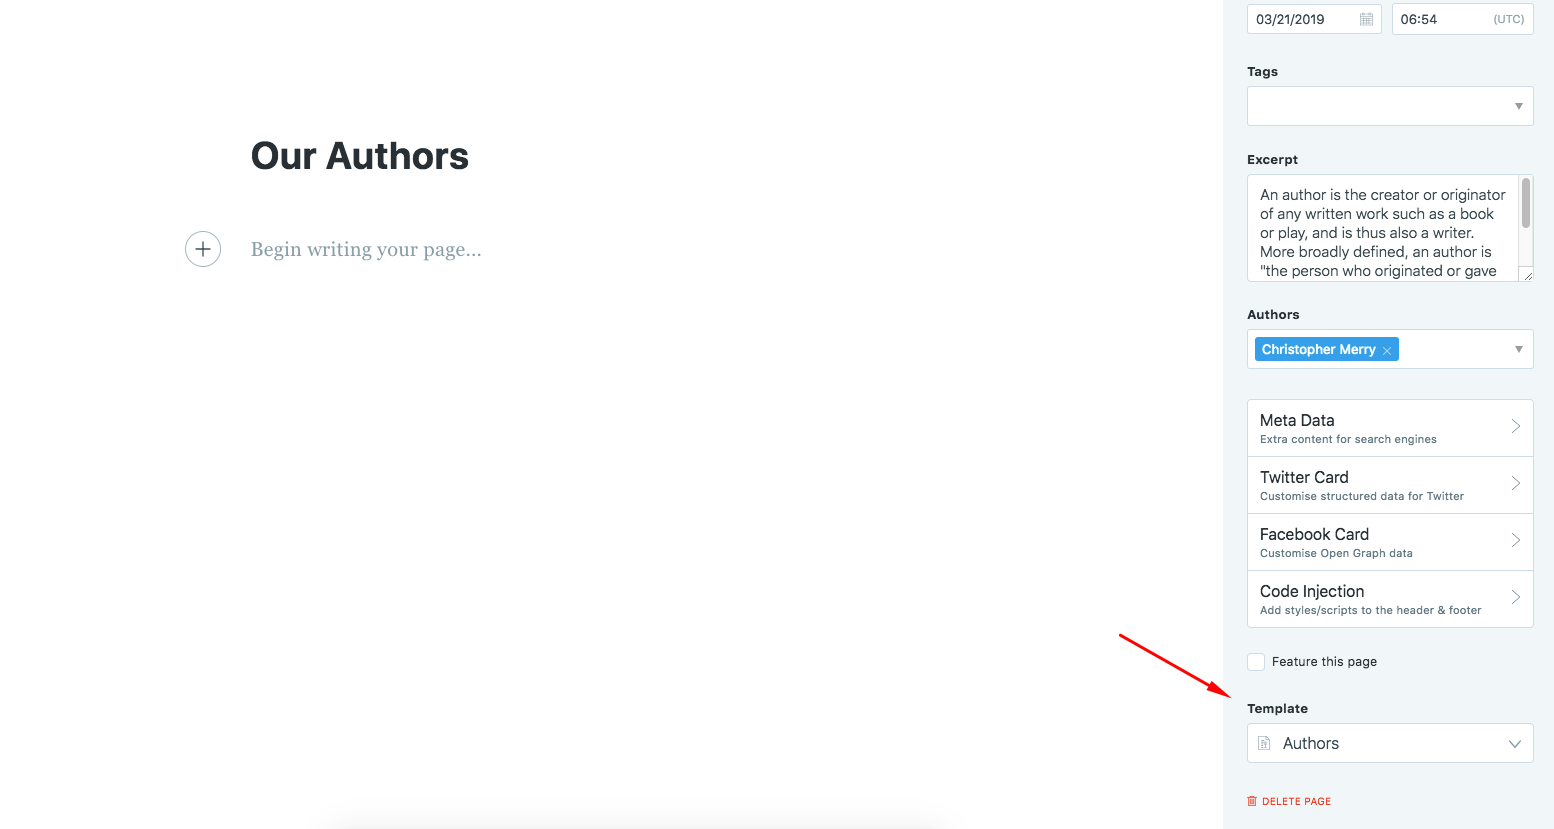 03/21/2019
06:54 (UTC)
Tags
Our Authors
Excerpt
An author is the creator or originator
of any written work such as a book
or play, and is thus also a writer.
More broadly defined, an author is
"the person who originated or gave
Begin writing your page...
Authors
Christopher Merry
Meta Data
Extra content for search engines
Twitter Card
Customise structured data for Twitter
Facebook Card
Customise Open Graph data
Code Injection
Add styles/scripts to the header & footer
Feature this page
Template
Authors
DELETE PAGE